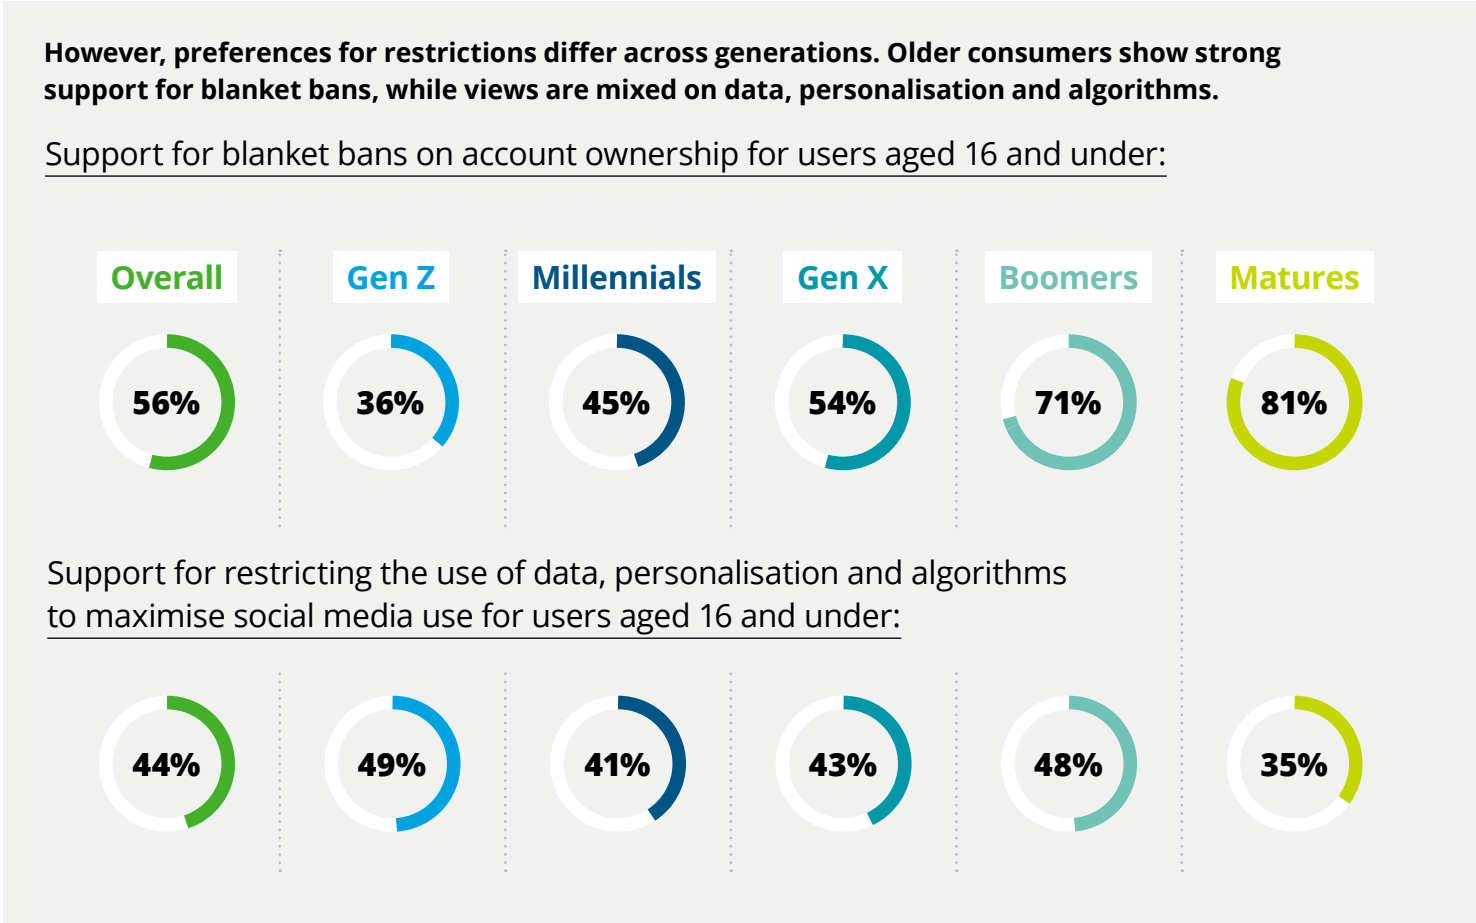 However, preferences for restrictions differ across generations. Older consumers show strong
support for blanket bans, while views are mixed on data, personalisation and algorithms.
Support for blanket bans on account ownership for users aged 16 and under:
Overall
Gen Z
Millennials
Gen X
Boomers
Matures
56%
36%
45%
54%
71%
81%
Support for restricting the use of data, personalisation and algorithms
to maximise social media use for users aged 16 and under:
44%
49%
41%
43%
48%
35%